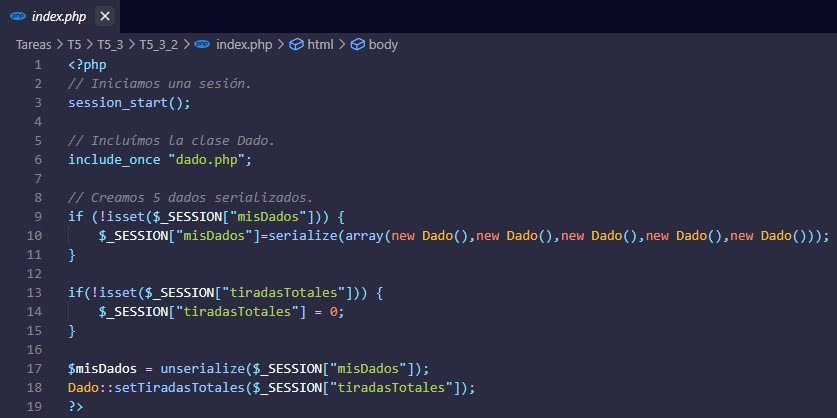 php index.php ✕
Tareas > T5 > T5_3 > T5_3_2 > php index.php > html > body
1 <?php
2 // Iniciamos una sesión.
3 session_start();
4
5 // Incluímos la clase Dado.
6 include_once "dado.php";
7
8 // Creamos 5 dados serializados.
9 if (!isset($_SESSION["misDados"])) {
10 $_SESSION["misDados"]=serialize(array(new Dado(),new Dado(),new Dado(),new Dado(),new Dado()));
11 }
12
13 if(!isset($_SESSION["tiradasTotales"])) {
14 $_SESSION["tiradasTotales"] = 0;
15 }
16
17 $misDados = unserialize($_SESSION["misDados"]);
18 Dado::setTiradasTotales($_SESSION["tiradasTotales"]);
19 ?>